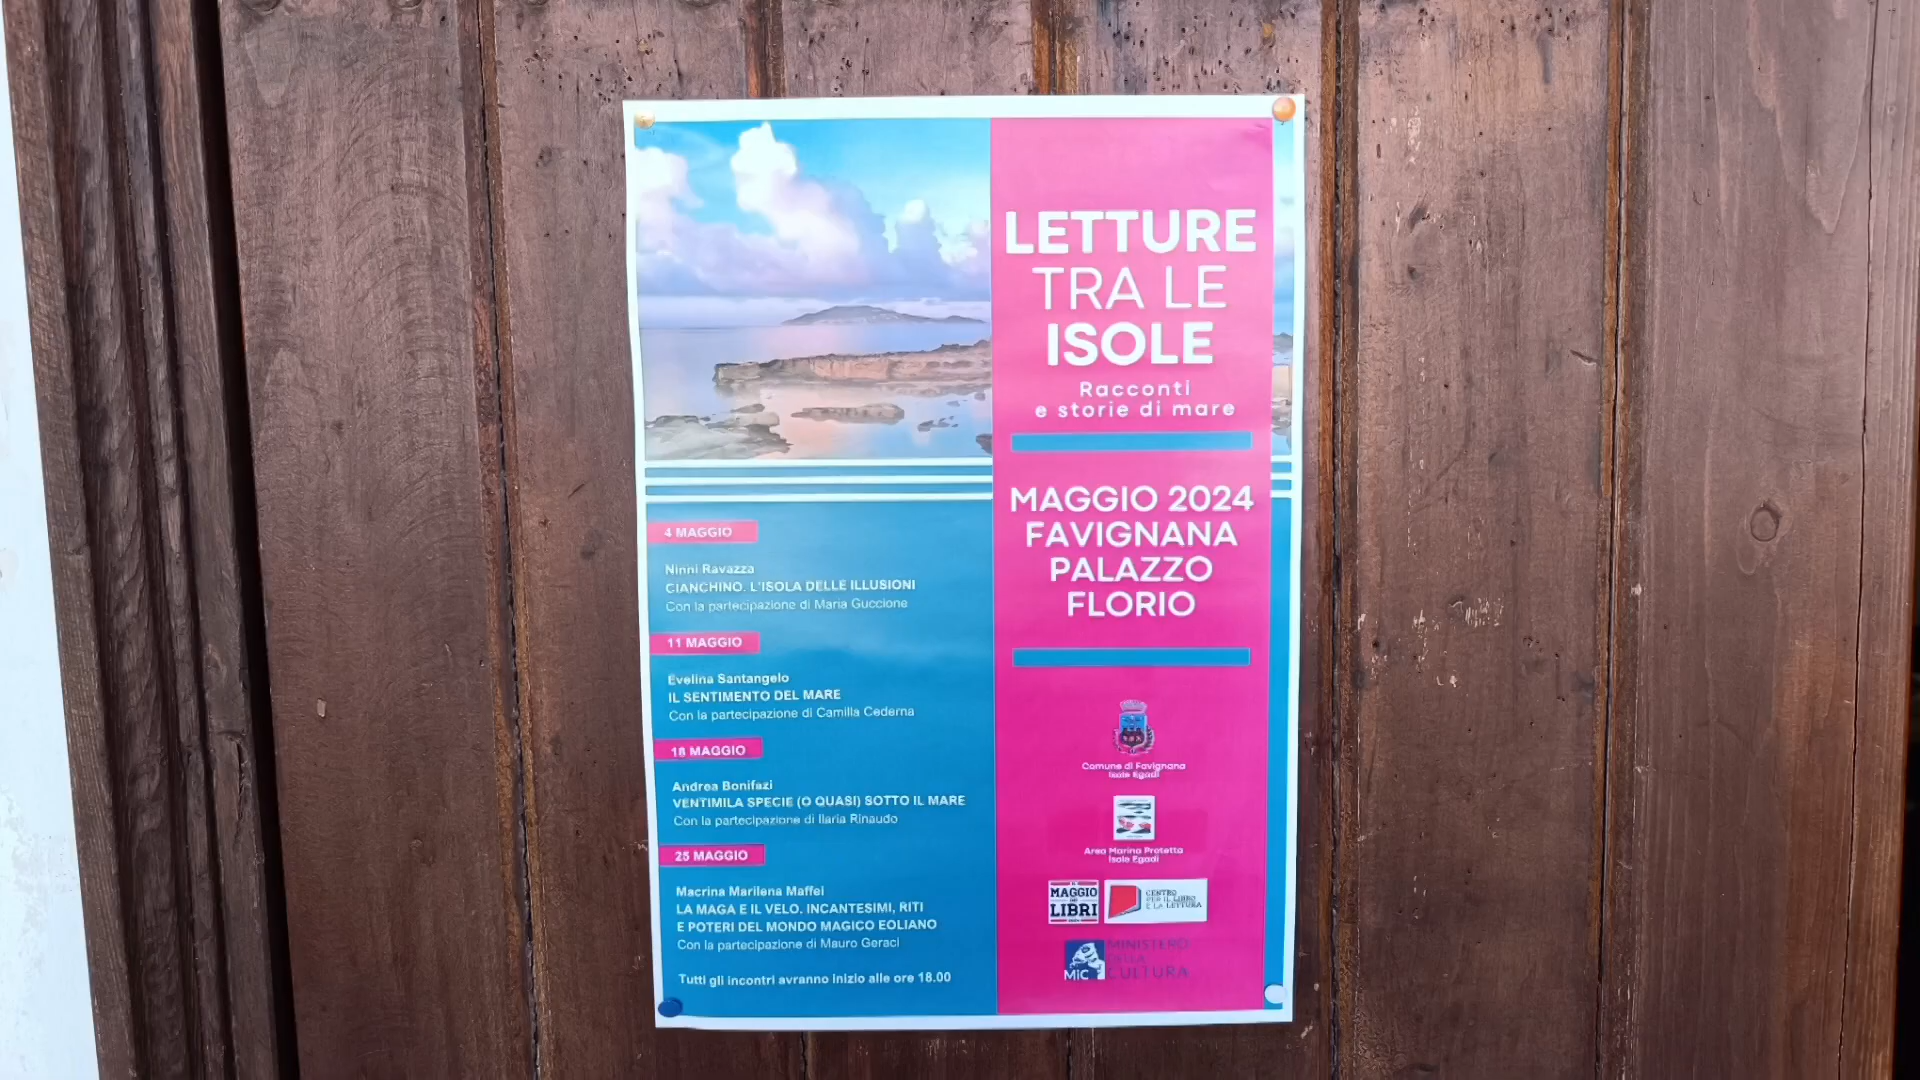 LETTURE
TRA LE
ISOLE
Racconti
e storie di mare
MAGGIO 2024
FAVIGNANA
PALAZZO
FLORIO
4 MAGGIO
Ninni Ravazza
CIANCHINO. L'ISOLA DELLE ILLUSIONI
Con la partecipazione di Maria Guccione
11 MAGGIO
Evelina Santangelo
IL SENTIMENTO DEL MARE
Con la partecipazione di Camilla Cederna
18 MAGGIO
Andrea Bonifazi
VENTIMILA SPECIE (O QUASI) SOTTO IL MARE
Con la partecipazione di Ilaria Rinaudo
25 MAGGIO
Macrina Marilena Maffei
LA MAGA E IL VELO. INCANTESIMI, RITI
E POTERI DEL MONDO MAGICO EOLIANO
Con la partecipazione di Mauro Geraci
Tutti gli incontri avranno inizio alle ore 18.00
Comune di Favignana
Isole Egadi
Area Marina Protetta
Isole Egadi
IL
MAGGIO
DEI
LIBRI
CENTRO
PER IL LIBRO
E LA LETTURA
MiC
MINISTERO
DELLA
CULTURA